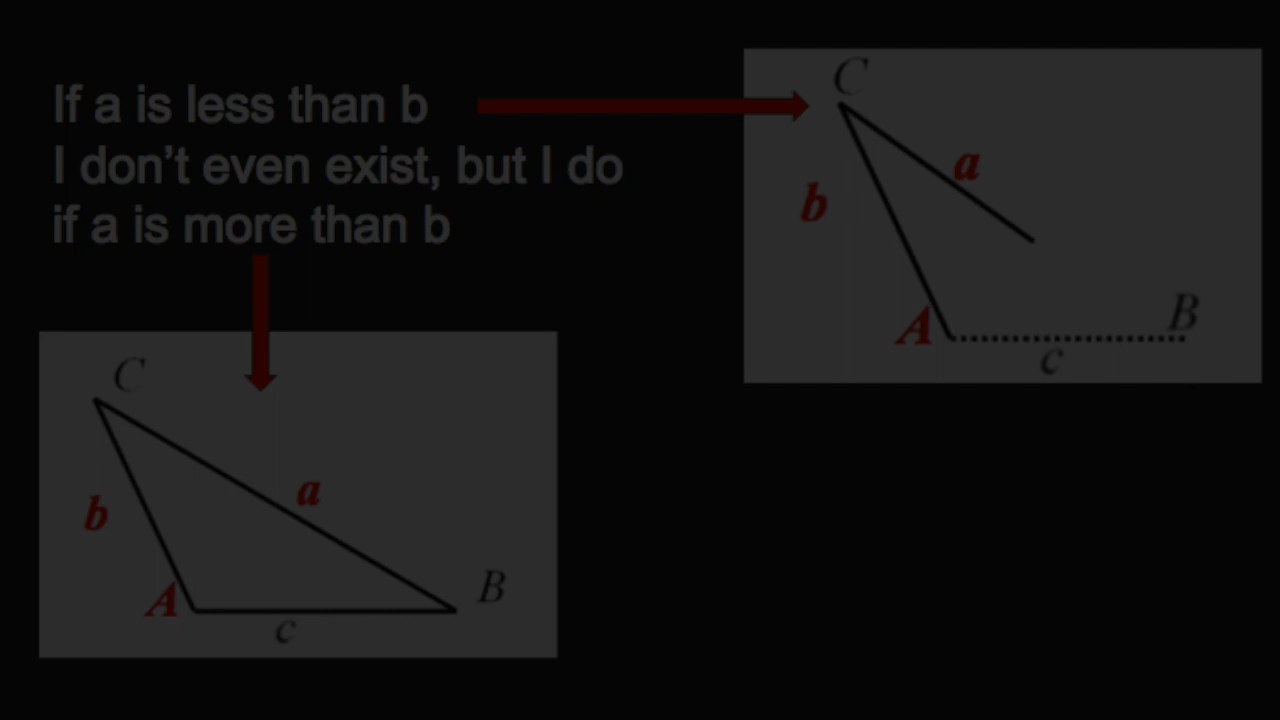 If a is less than b
I don’t even exist, but I do
if a is more than b
C
a
b
A
B
c
C
a
b
B
A
c